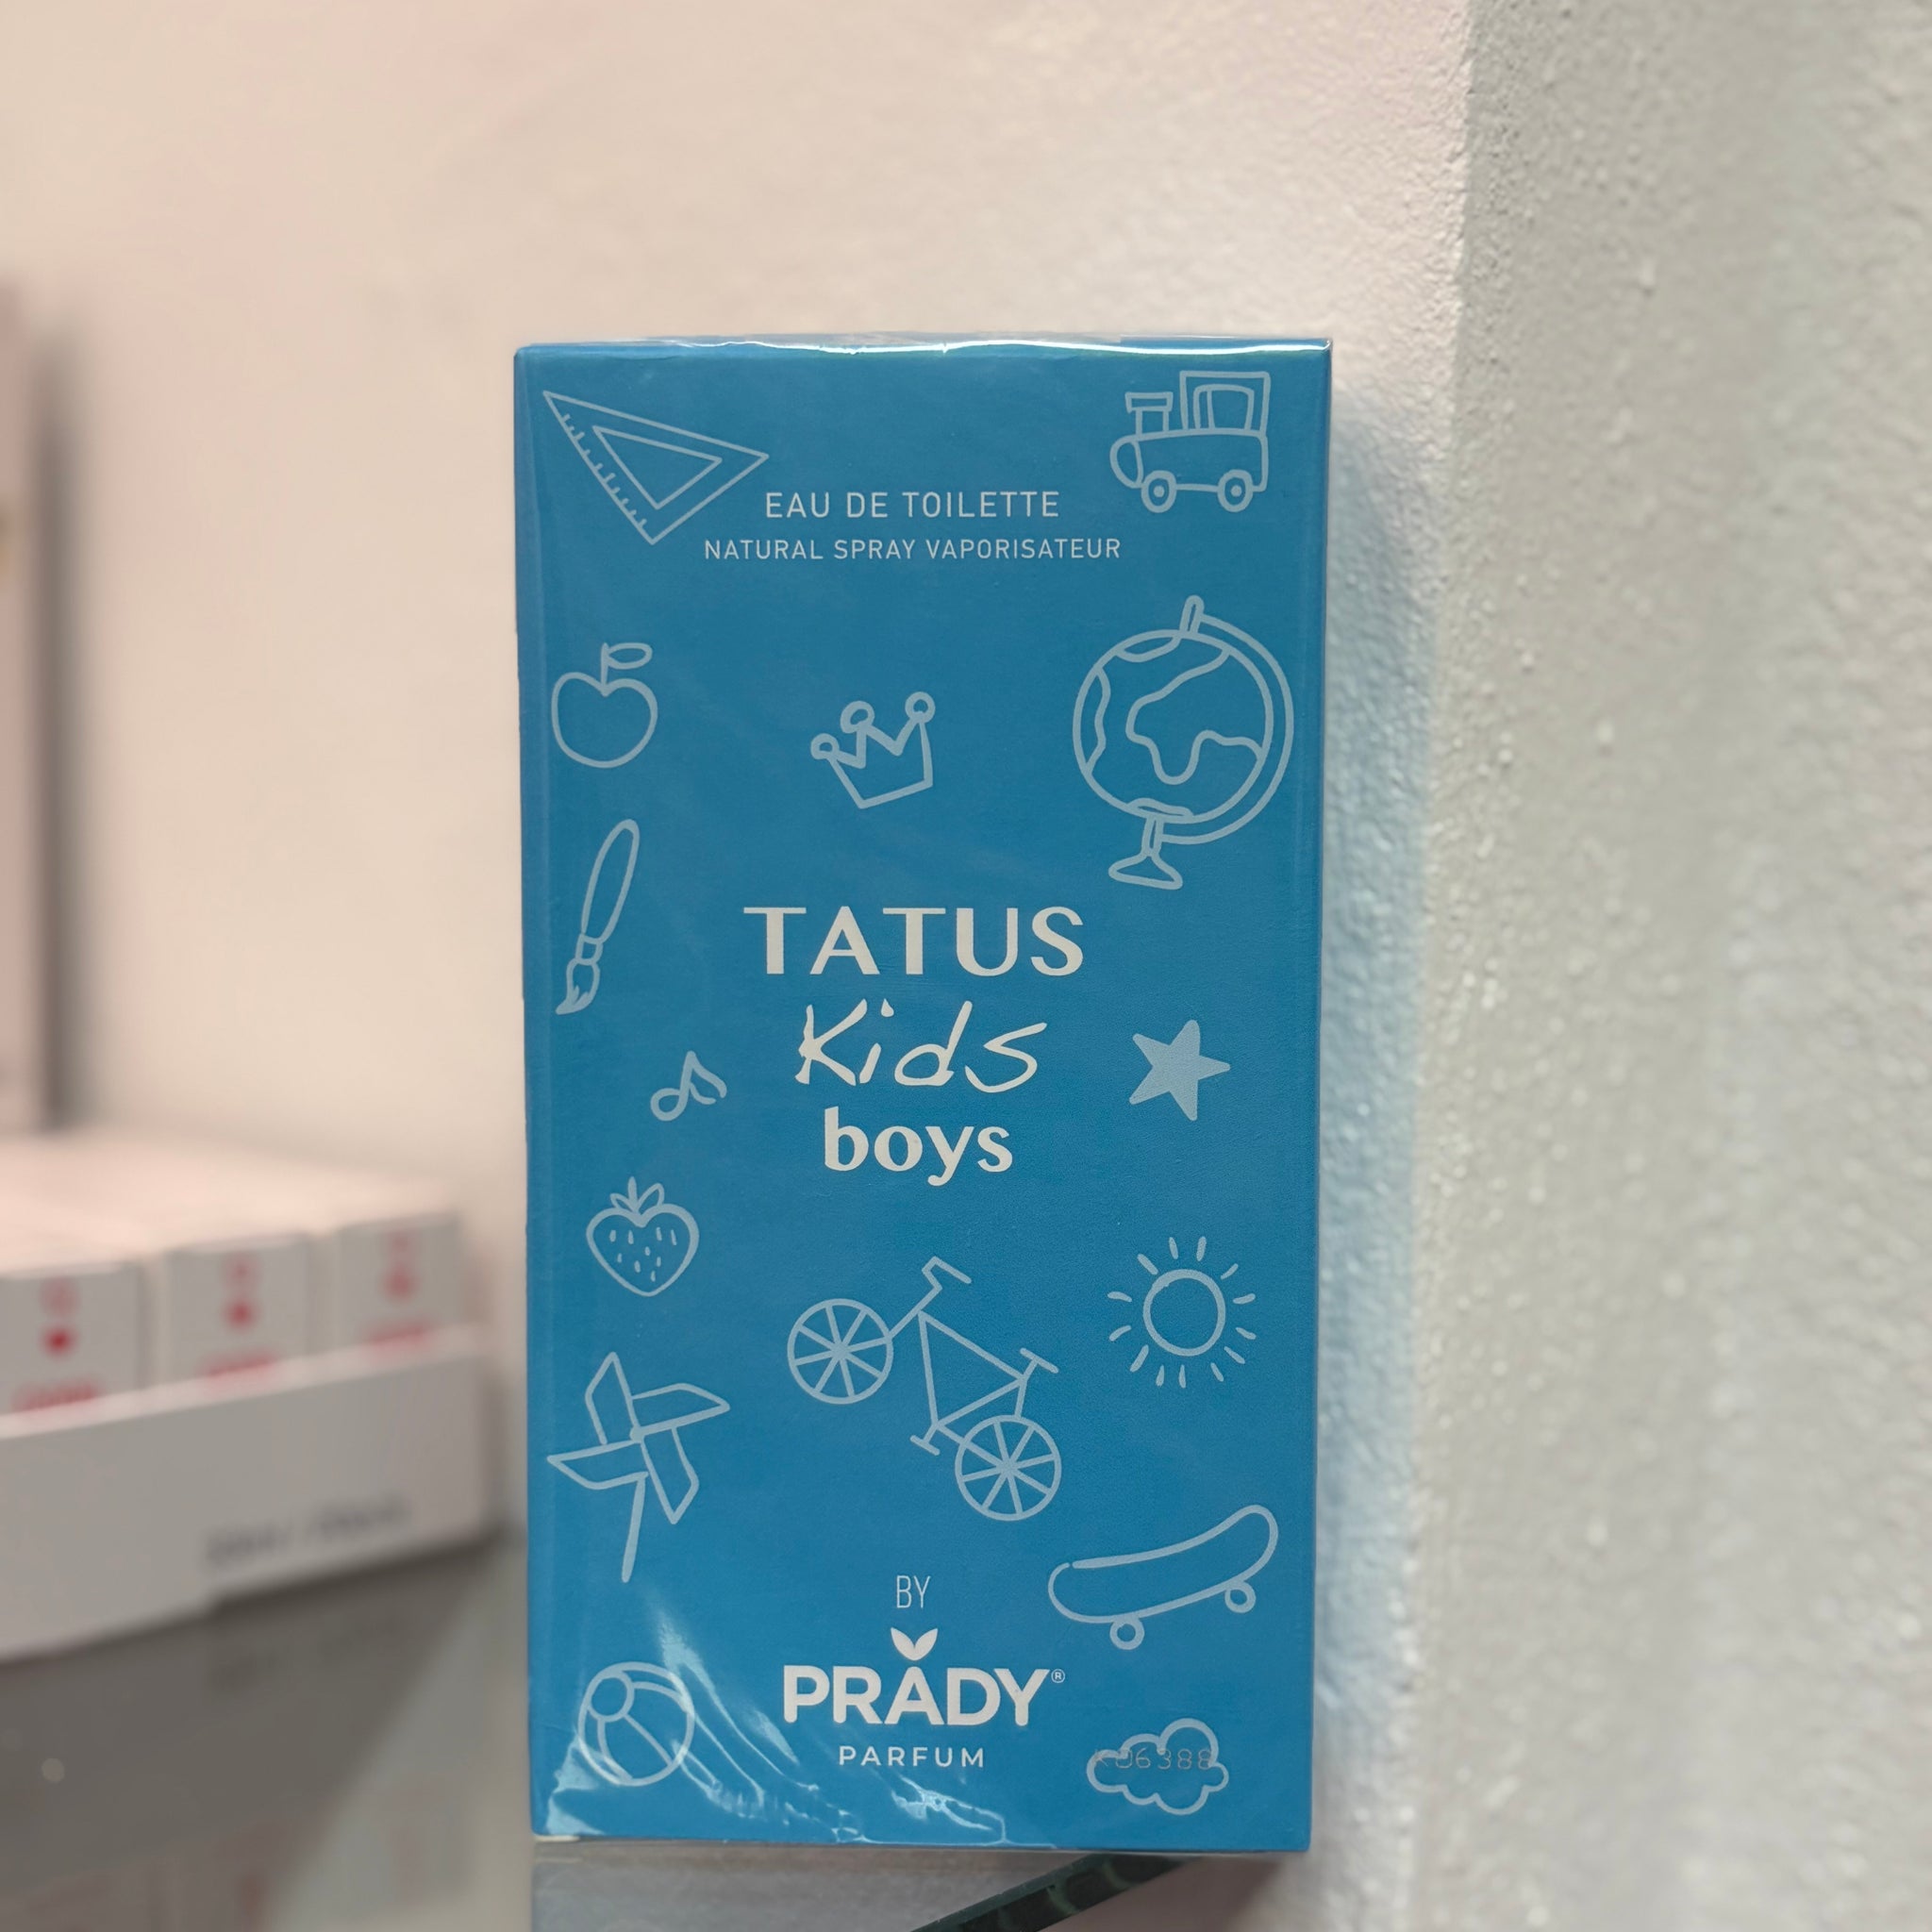 EAU DE TOILETTE
NATURAL SPRAY VAPORISATEUR
TATUS
Kids
boys
BY
PRADY®
PARFUM